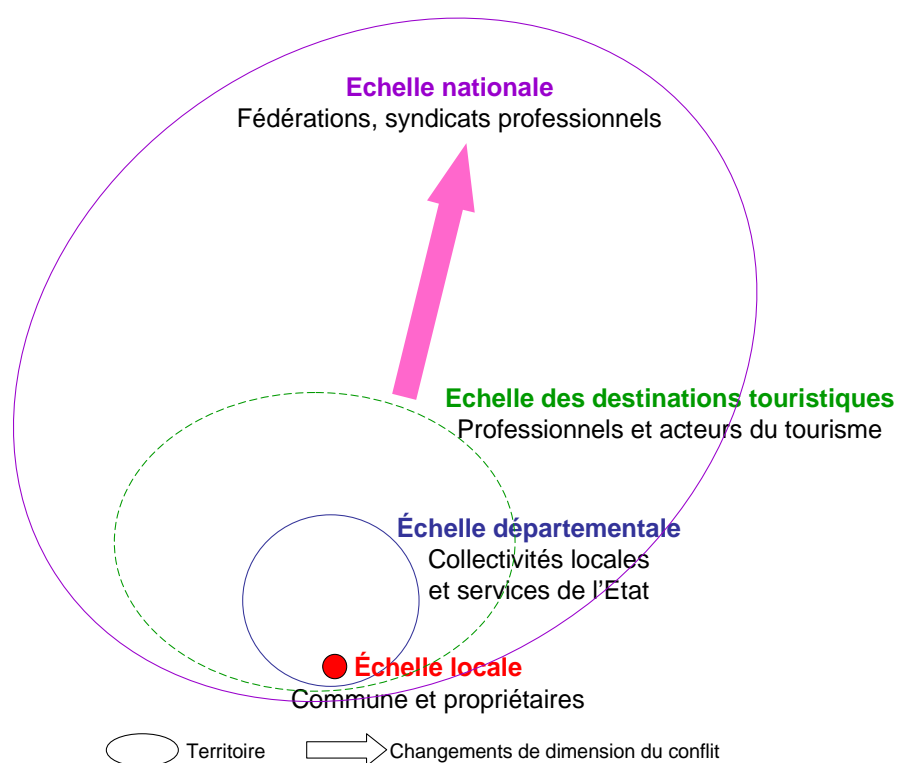 Echelle nationale
Fédérations, syndicats professionnels
Echelle des destinations touristiques
Professionnels et acteurs du tourisme
Échelle départementale
Collectivités locales
et services de l'Etat
Échelle locale
Commune et propriétaires
Territoire
Changements de dimension du conflit